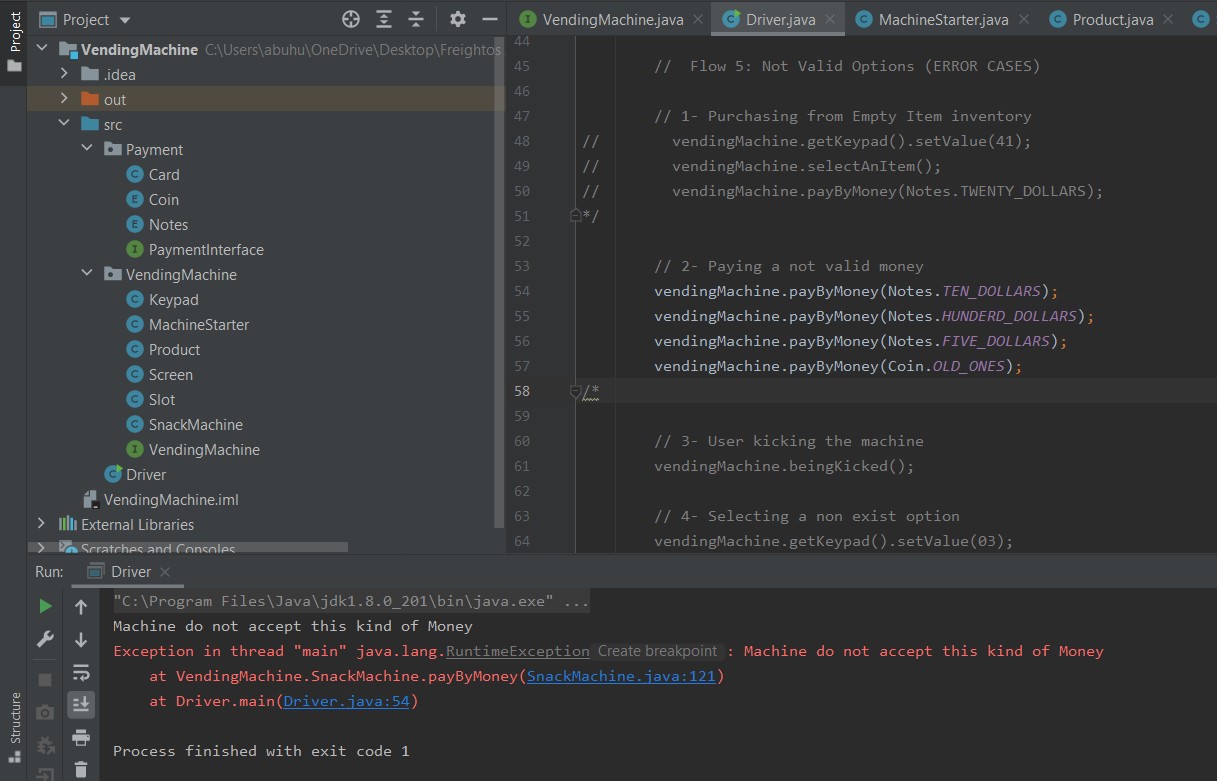 Project
Structure
Project
VendingMachine C:\Users\abuhu\OneDrive\Desktop\Freightos
.idea
out
src
Payment
Card
Coin
Notes
PaymentInterface
VendingMachine
Keypad
MachineStarter
Product
Screen
Slot
SnackMachine
VendingMachine
Driver
VendingMachine.iml
External Libraries
Scratches and Consoles
VendingMachine.java Driver.java MachineStarter.java Product.java
44
45 //  Flow 5: Not Valid Options (ERROR CASES)
46
47 // 1- Purchasing from Empty Item inventory
48 // vendingMachine.getKeypad().setValue(41);
49 // vendingMachine.selectAnItem();
50 // vendingMachine.payByMoney(Notes.TWENTY_DOLLARS);
51 */
52
53 // 2- Paying a not valid money
54 vendingMachine.payByMoney(Notes.TEN_DOLLARS);
55 vendingMachine.payByMoney(Notes.HUNDERD_DOLLARS);
56 vendingMachine.payByMoney(Notes.FIVE_DOLLARS);
57 vendingMachine.payByMoney(Coin.OLD_ONES);
58 /*
59
60 // 3- User kicking the machine
61 vendingMachine.beingKicked();
62
63 // 4- Selecting a non exist option
64 vendingMachine.getKeypad().setValue(03);
Run: Driver
"C:\Program Files\Java\jdk1.8.0_201\bin\java.exe" ...
Machine do not accept this kind of Money
Exception in thread "main" java.lang.RuntimeException Create breakpoint : Machine do not accept this kind of Money
at VendingMachine.SnackMachine.payByMoney(SnackMachine.java:121)
at Driver.main(Driver.java:54)
Process finished with exit code 1